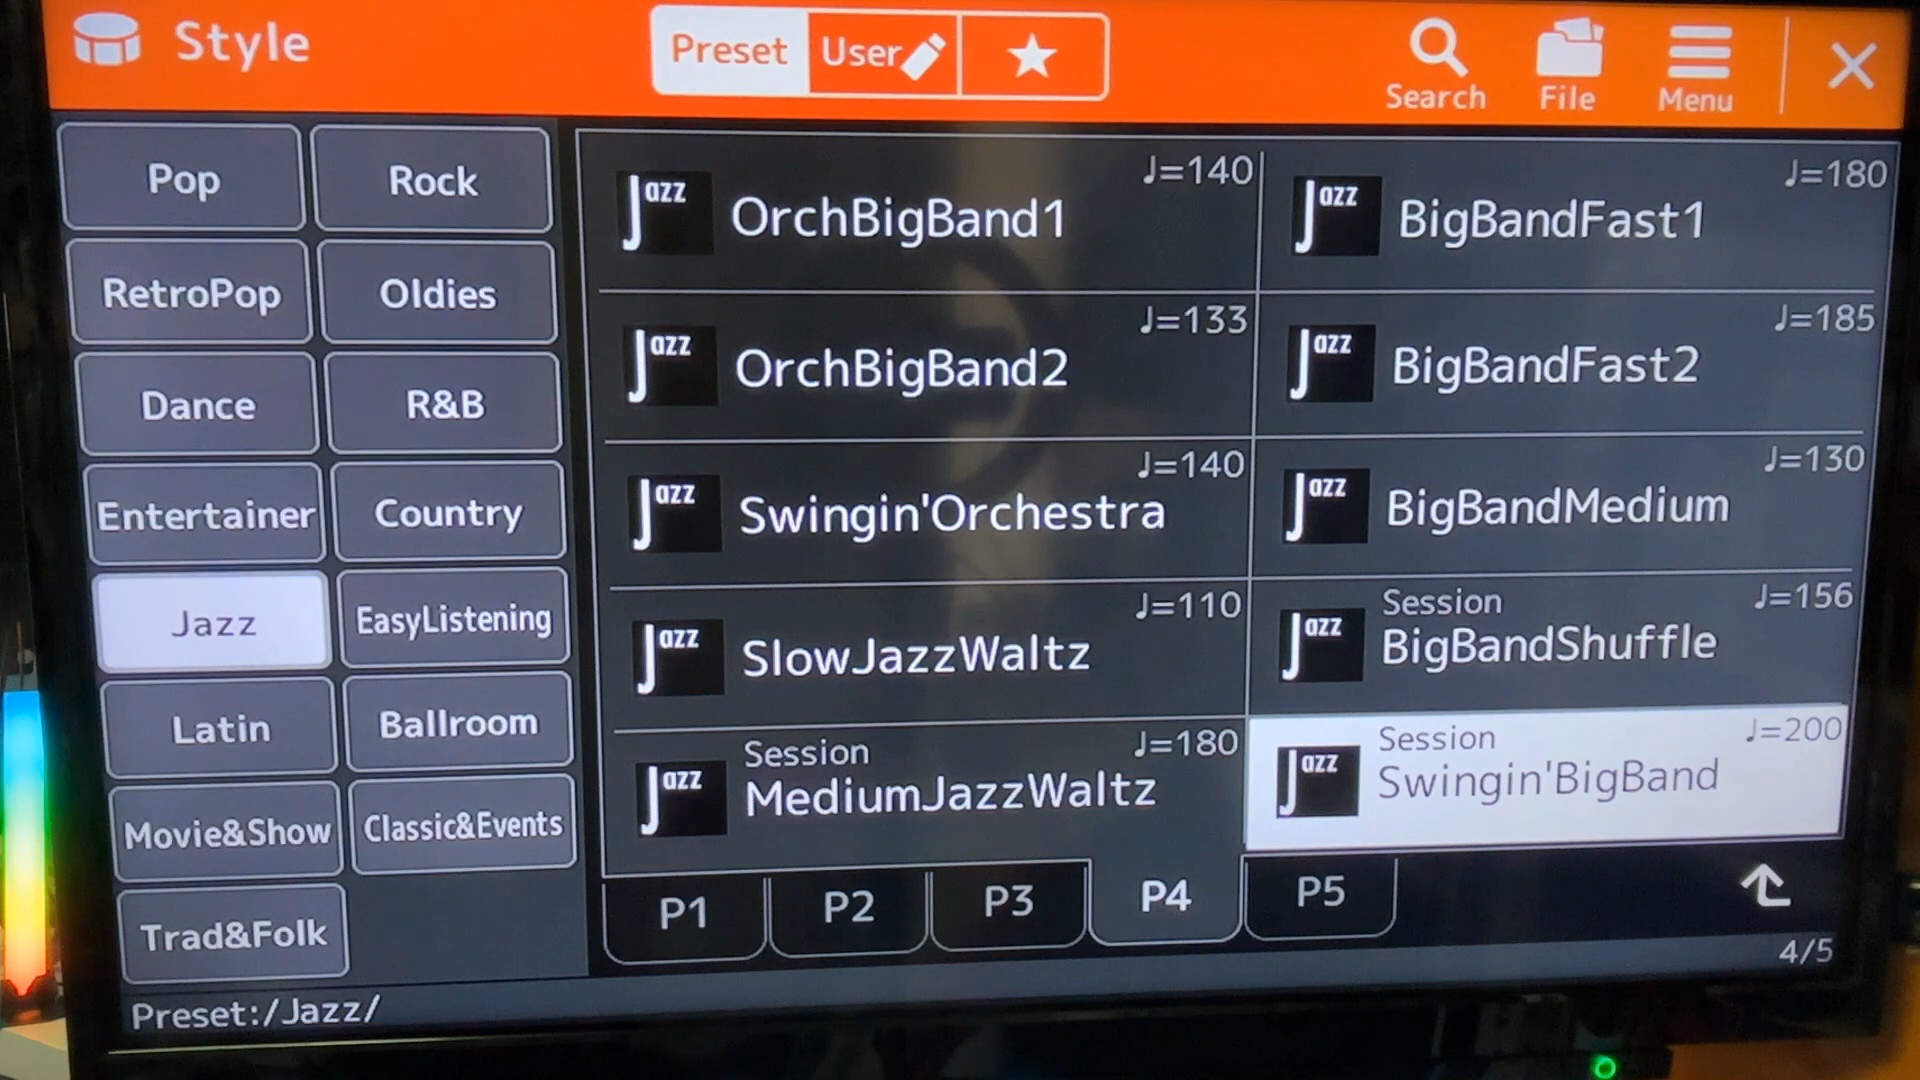 Style
Preset
User
Search
File
Menu
Pop
Rock
RetroPop
Oldies
Dance
R&B
Entertainer
Country
Jazz
EasyListening
Latin
Ballroom
Movie&Show
Classic&Events
Trad&Folk
Jazz
OrchBigBand1
♩=140
Jazz
BigBandFast1
♩=180
Jazz
OrchBigBand2
♩=133
Jazz
BigBandFast2
♩=185
Jazz
Swingin'Orchestra
♩=140
Jazz
BigBandMedium
♩=130
Jazz
SlowJazzWaltz
♩=110
Jazz
Session
BigBandShuffle
♩=156
Jazz
Session
MediumJazzWaltz
♩=180
Jazz
Session
Swingin'BigBand
♩=200
P1
P2
P3
P4
P5
4/5
Preset:/Jazz/